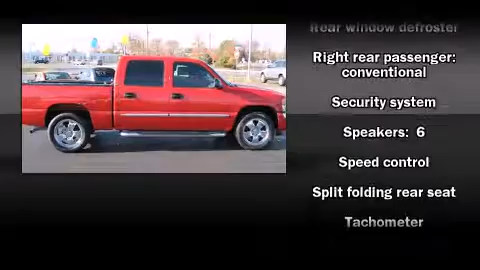 Rear window defroster
Right rear passenger:
conventional
Security system
Speakers: 6
Speed control
Split folding rear seat
Tachometer